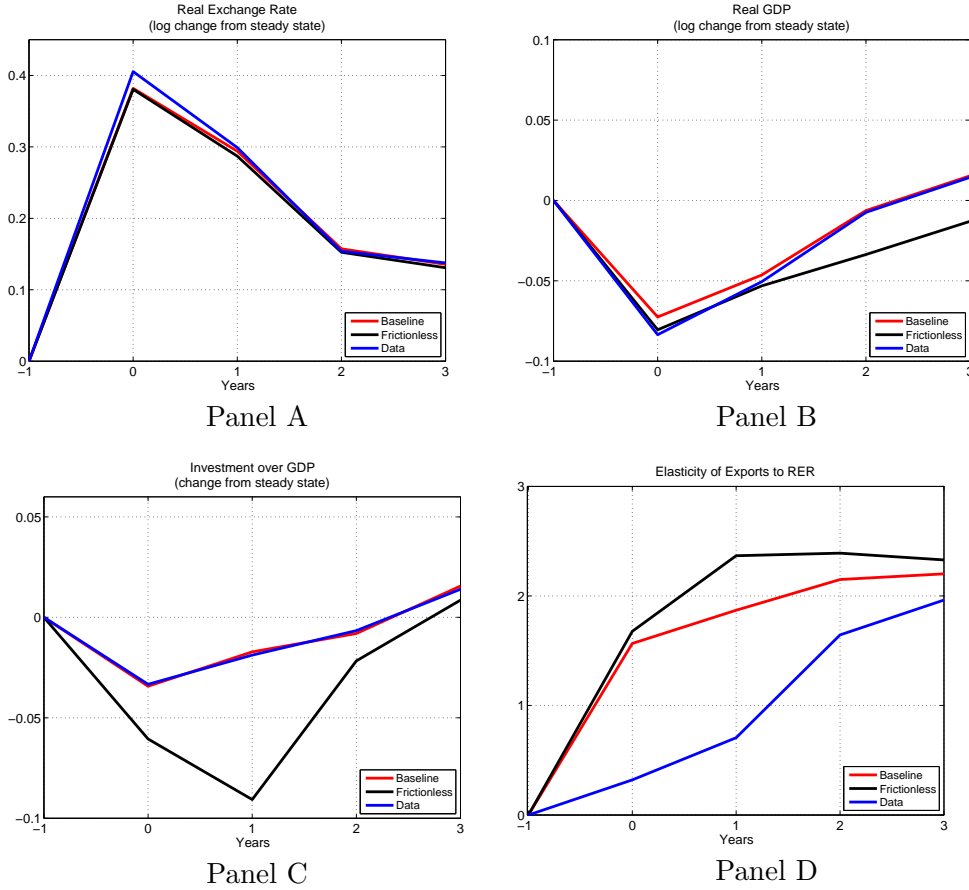 Real Exchange Rate
(log change from steady state)
0.4
0.3
0.2
0.1
0
−1
0
1
2
3
Years
Baseline
Frictionless
Data
Panel A
Real GDP
(log change from steady state)
0.1
0.05
0
−0.05
−0.1
−1
0
1
2
3
Years
Baseline
Frictionless
Data
Panel B
Investment over GDP
(change from steady state)
0.05
0
−0.05
−0.1
−1
0
1
2
3
Years
Baseline
Frictionless
Data
Panel C
Elasticity of Exports to RER
3
2
1
0
−1
0
1
2
3
Years
Baseline
Frictionless
Data
Panel D